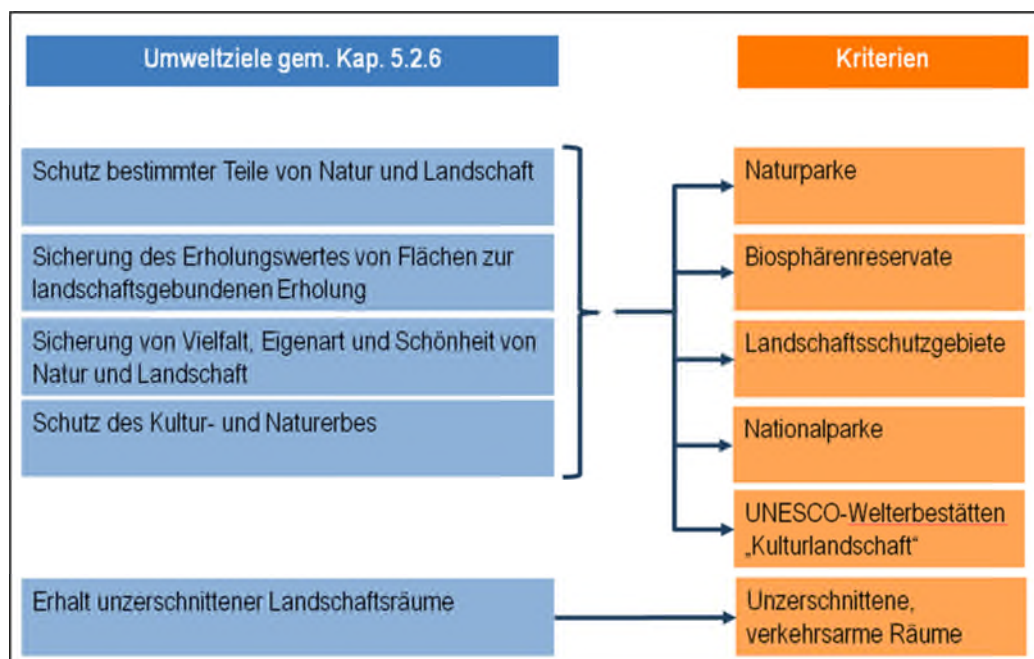 Umweltziele gem. Kap. 5.2.6
Kriterien
Schutz bestimmter Teile von Natur und Landschaft
Sicherung des Erholungswertes von Flächen zur
landschaftsgebundenen Erholung
Sicherung von Vielfalt, Eigenart und Schönheit von
Natur und Landschaft
Schutz des Kultur- und Naturerbes
Naturparke
Biosphärenreservate
Landschaftsschutzgebiete
Nationalparke
UNESCO-Welterbestätten
„Kulturlandschaft“
Erhalt unzerschnittener Landschaftsräume
Unzerschnittene,
verkehrsarme Räume